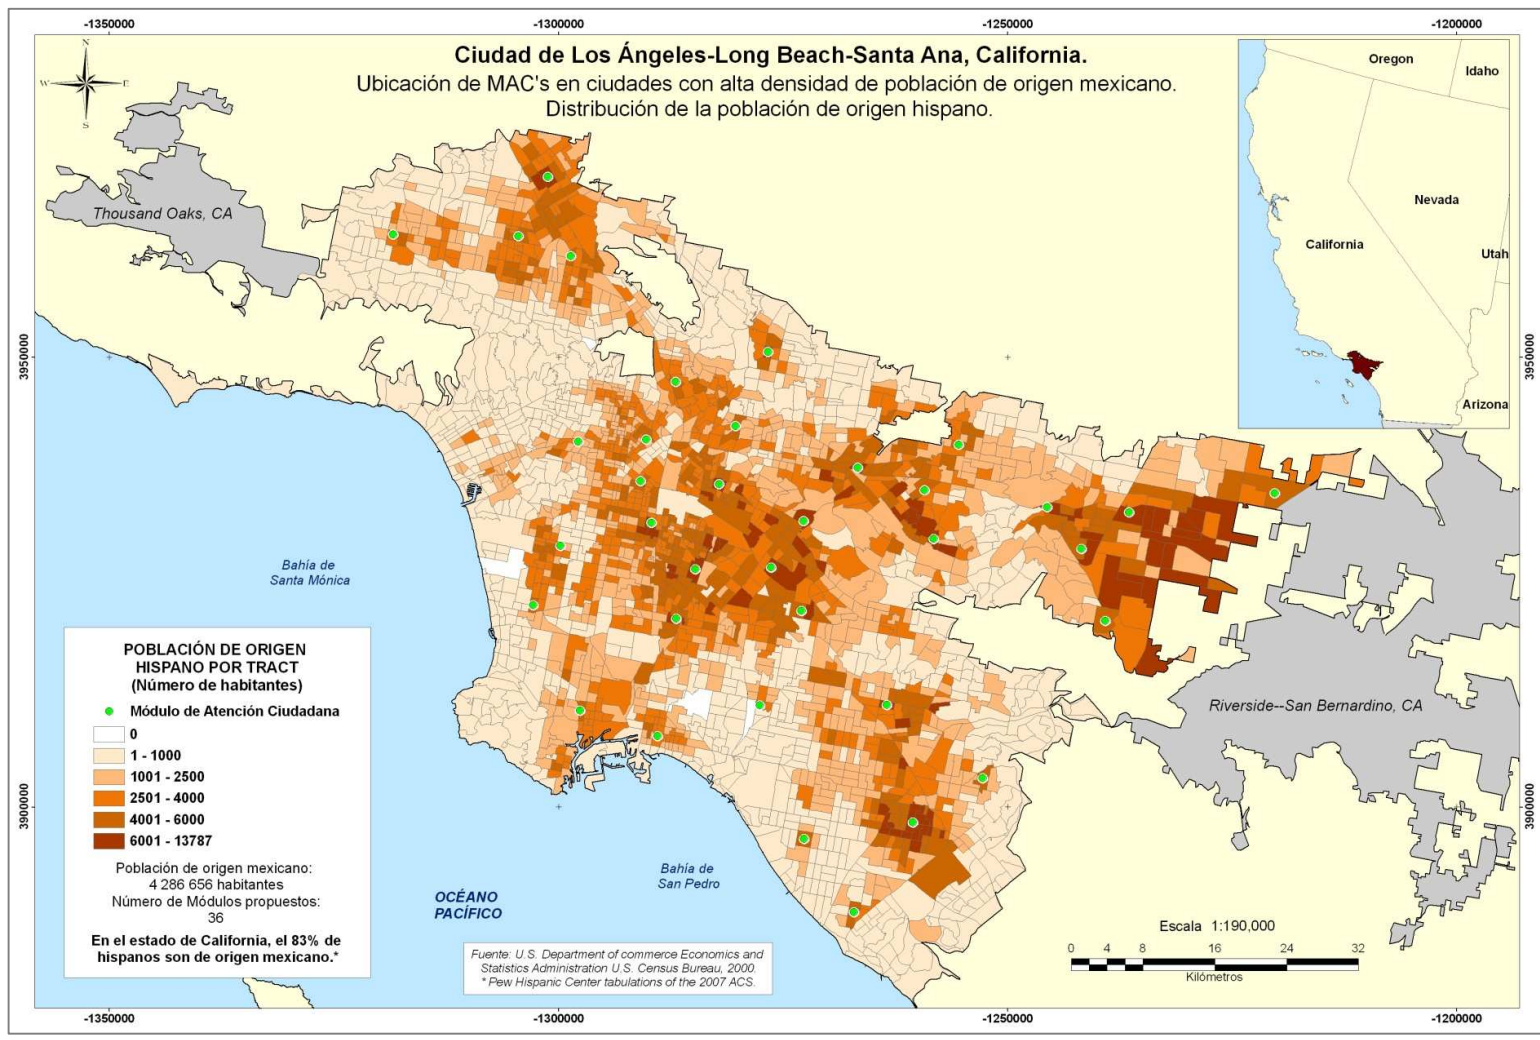 -1350000
-1300000
-1250000
-1200000
Ciudad de Los Ángeles-Long Beach-Santa Ana, California.
Ubicación de MAC's en ciudades con alta densidad de población de origen mexicano.
Distribución de la población de origen hispano.
N
W
E
S
Oregon
Idaho
Nevada
California
Utah
Arizona
Thousand Oaks, CA
3950000
3950000
Bahía de
Santa Mónica
Riverside--San Bernardino, CA
POBLACIÓN DE ORIGEN
HISPANO POR TRACT
(Número de habitantes)
Módulo de Atención Ciudadana
0
1 - 1000
1001 - 2500
2501 - 4000
4001 - 6000
6001 - 13787
Población de origen mexicano:
4 286 656 habitantes
Número de Módulos propuestos:
36
En el estado de California, el 83% de
hispanos son de origen mexicano.*
3900000
3900000
Bahía de
San Pedro
OCÉANO
PACÍFICO
Fuente: U.S. Department of commerce Economics and
Statistics Administration U.S. Census Bureau, 2000.
* Pew Hispanic Center tabulations of the 2007 ACS.
Escala 1:190,000
0 4 8 16 24 32
Kilómetros
-1350000
-1300000
-1250000
-1200000